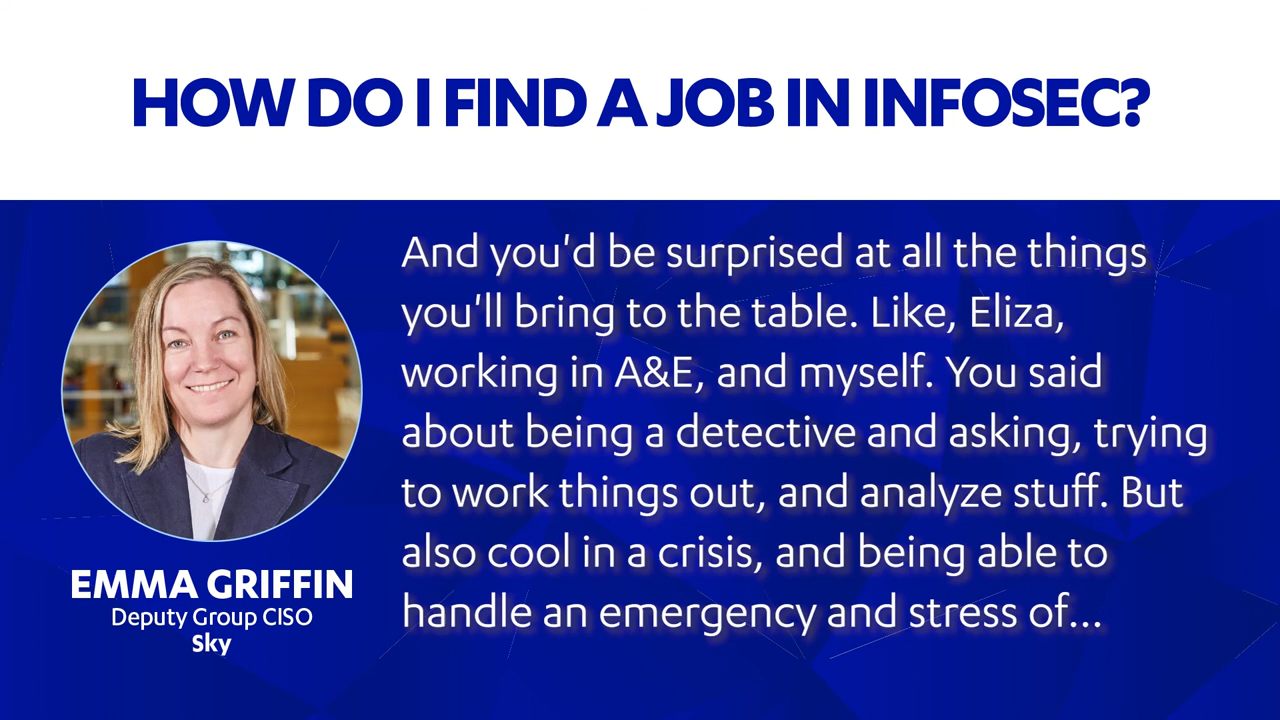 HOW DO I FIND A JOB IN INFOSEC?
And you'd be surprised at all the things
you'll bring to the table. Like, Eliza,
working in A&E, and myself. You said
about being a detective and asking, trying
to work things out, and analyze stuff. But
also cool in a crisis, and being able to
handle an emergency and stress of...
EMMA GRIFFIN
Deputy Group CISO
Sky